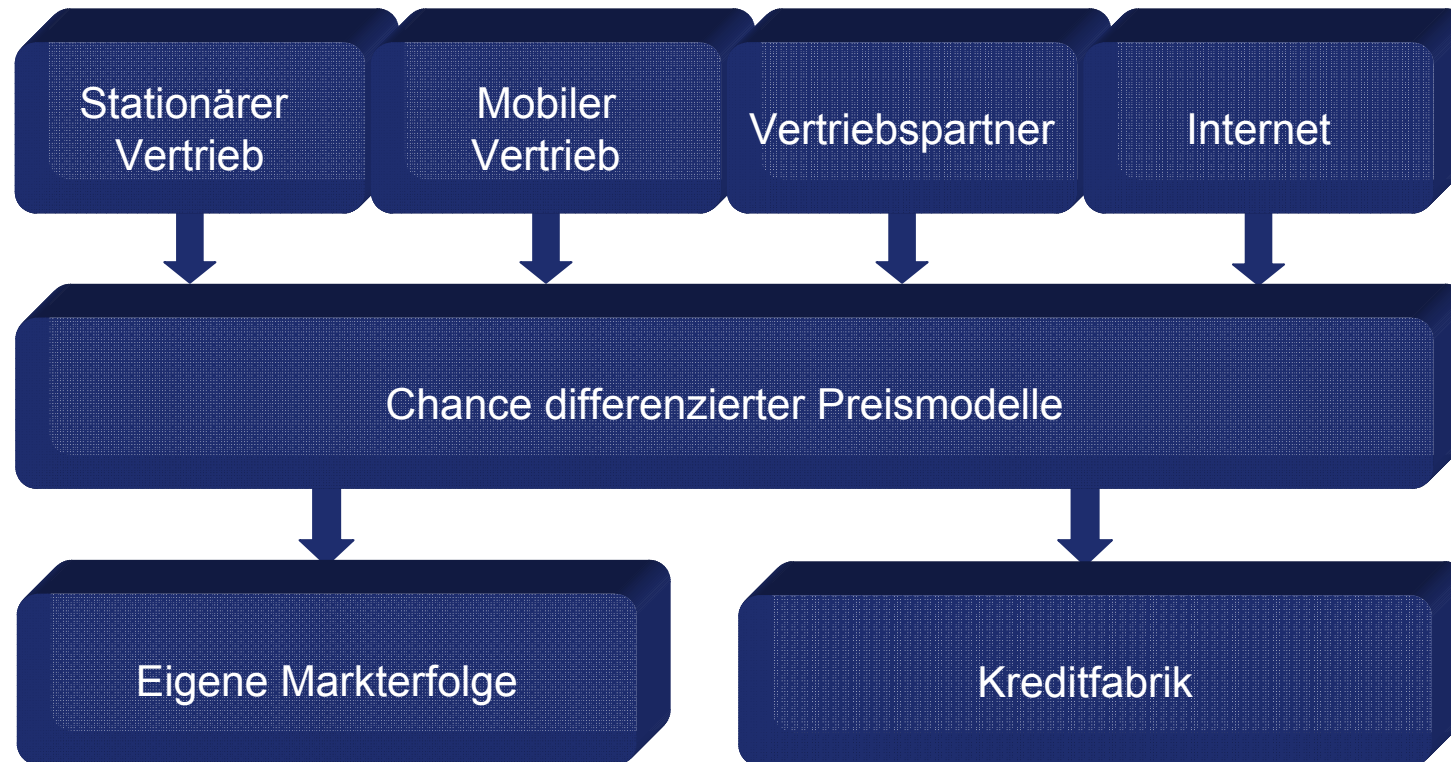 Stationärer
Vertrieb
Mobiler
Vertrieb
Vertriebspartner
Internet
Chance differenzierter Preismodelle
Eigene Markterfolge
Kreditfabrik